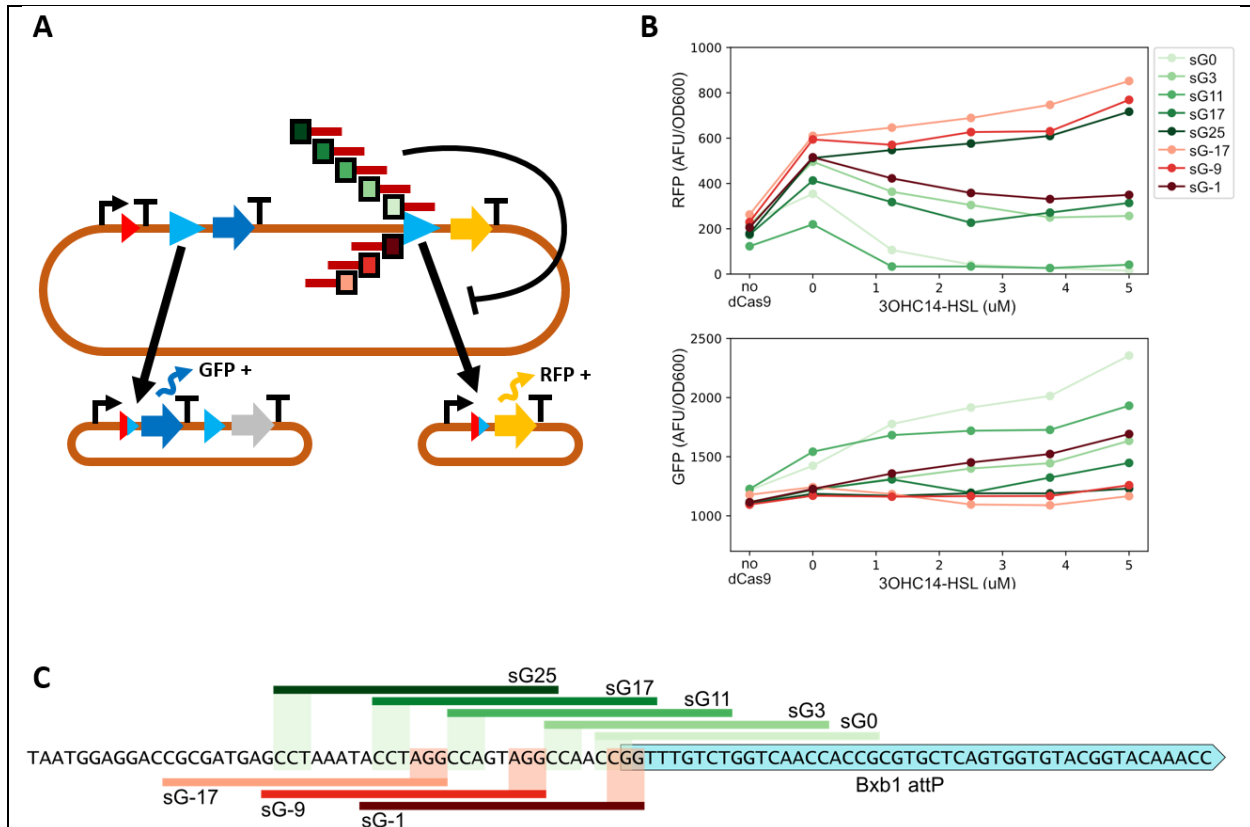 A
B
GFP +
RFP +
RFP (AFU/OD600)
1000
800
600
400
200
0
no
dCas9
0
1
2
3
4
5
3OHC14-HSL (uM)
sG0
sG3
sG11
sG17
sG25
sG-17
sG-9
sG-1
GFP (AFU/OD600)
2500
2000
1500
1000
no
dCas9
0
1
2
3
4
5
3OHC14-HSL (uM)
C
sG25
sG17
sG11
sG3
sG0
TAATGGAGGACCGCGATGAGCCTAAATACCTAGGCCAGTAGGCCAACCGGTTTGTCTGGTCAACCACCGCGTGCTCAGTGGTGTACGGTACAAACC
Bxb1 attP
sG-17
sG-9
sG-1